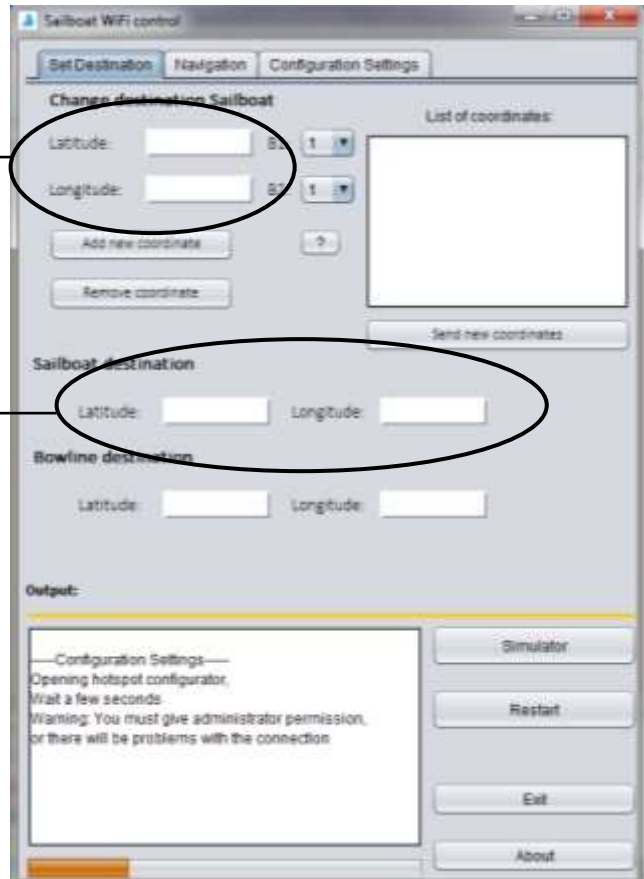 Sailboat WiFi control
Set Destination Navigation Configuration Settings
Change destination Sailboat
List of coordinates:
Latitude: 1
Longitude: 1
Add new coordinate ?
Remove coordinate
Send new coordinates
Sailboat destination
Latitude: Longitude:
Bowline destination
Latitude: Longitude:
Output:
-----Configuration Settings-----
Opening hotspot configurator,
Wait a few seconds
Warning: You must give administrator permission,
or there will be problems with the connection
Simulator
Restart
Exit
About